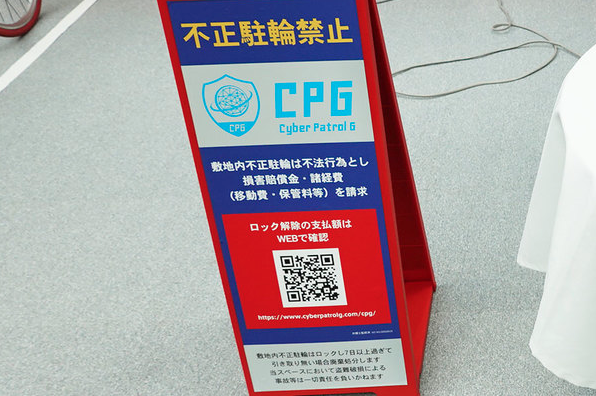 不正駐輪禁止
CPG
CPG
Cyber Patrol G
敷地内不正駐輪は不法行為とし
損害賠償金・諸経費
(移動費・保管料等)を請求
ロック解除の支払額は
WEBで確認
https://www.cyberpatrolg.com/cpg/
敷地内不正駐輪はロックし7日以上過ぎて
引き取り無い場合廃棄処分します
当スペースにおいて盗難破損による
事故等は一切責任を負いかねます